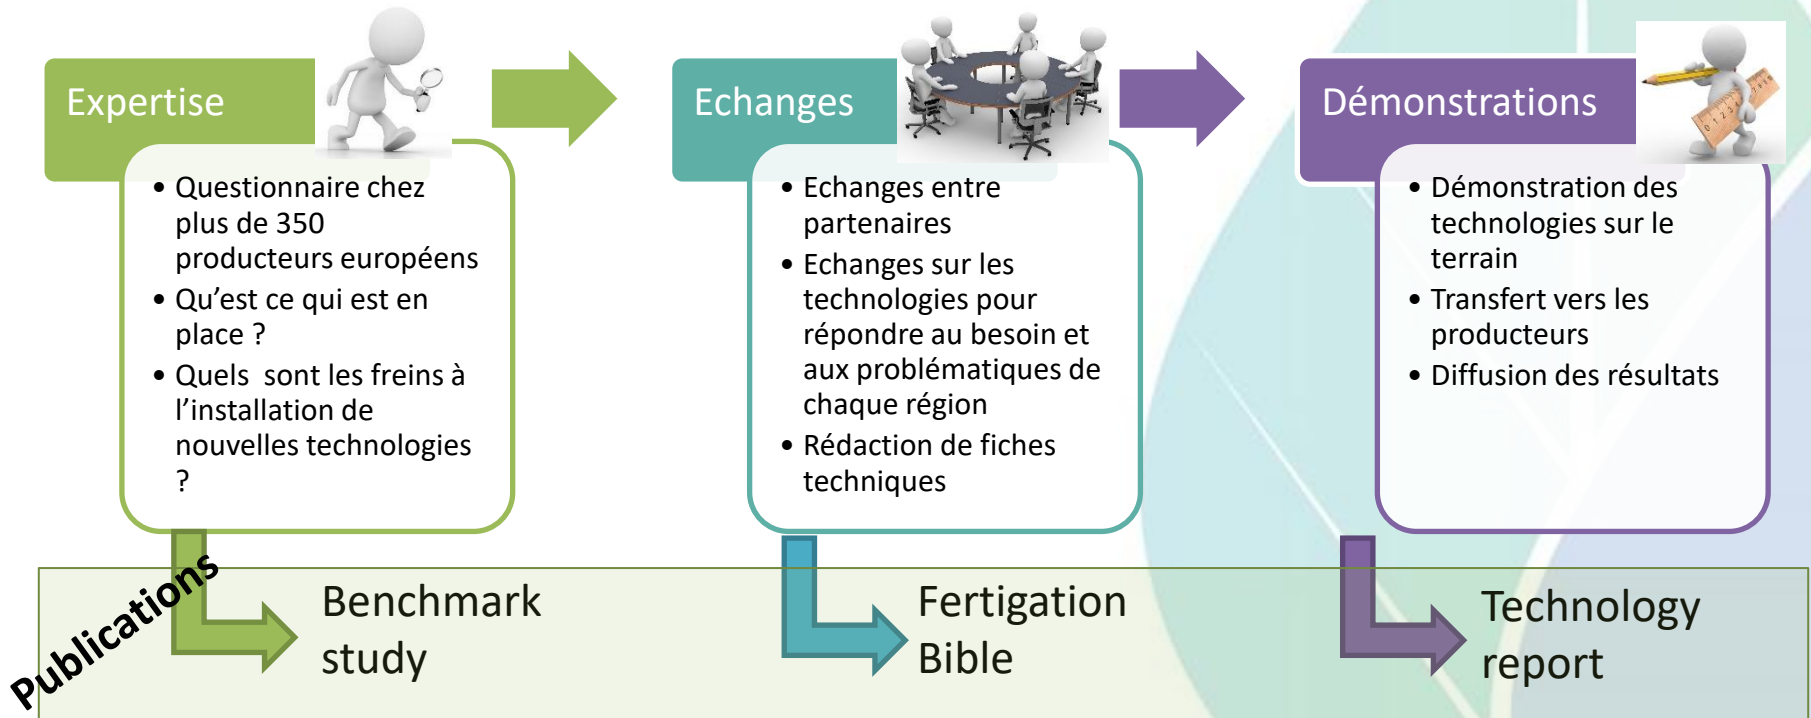 Expertise
• Questionnaire chez
plus de 350
producteurs européens
• Qu’est ce qui est en
place ?
• Quels sont les freins à
l’installation de
nouvelles technologies
?
Echanges
• Echanges entre
partenaires
• Echanges sur les
technologies pour
répondre au besoin et
aux problématiques de
chaque région
• Rédaction de fiches
techniques
Démonstrations
• Démonstration des
technologies sur le
terrain
• Transfert vers les
producteurs
• Diffusion des résultats
Publications
Benchmark
study
Fertigation
Bible
Technology
report